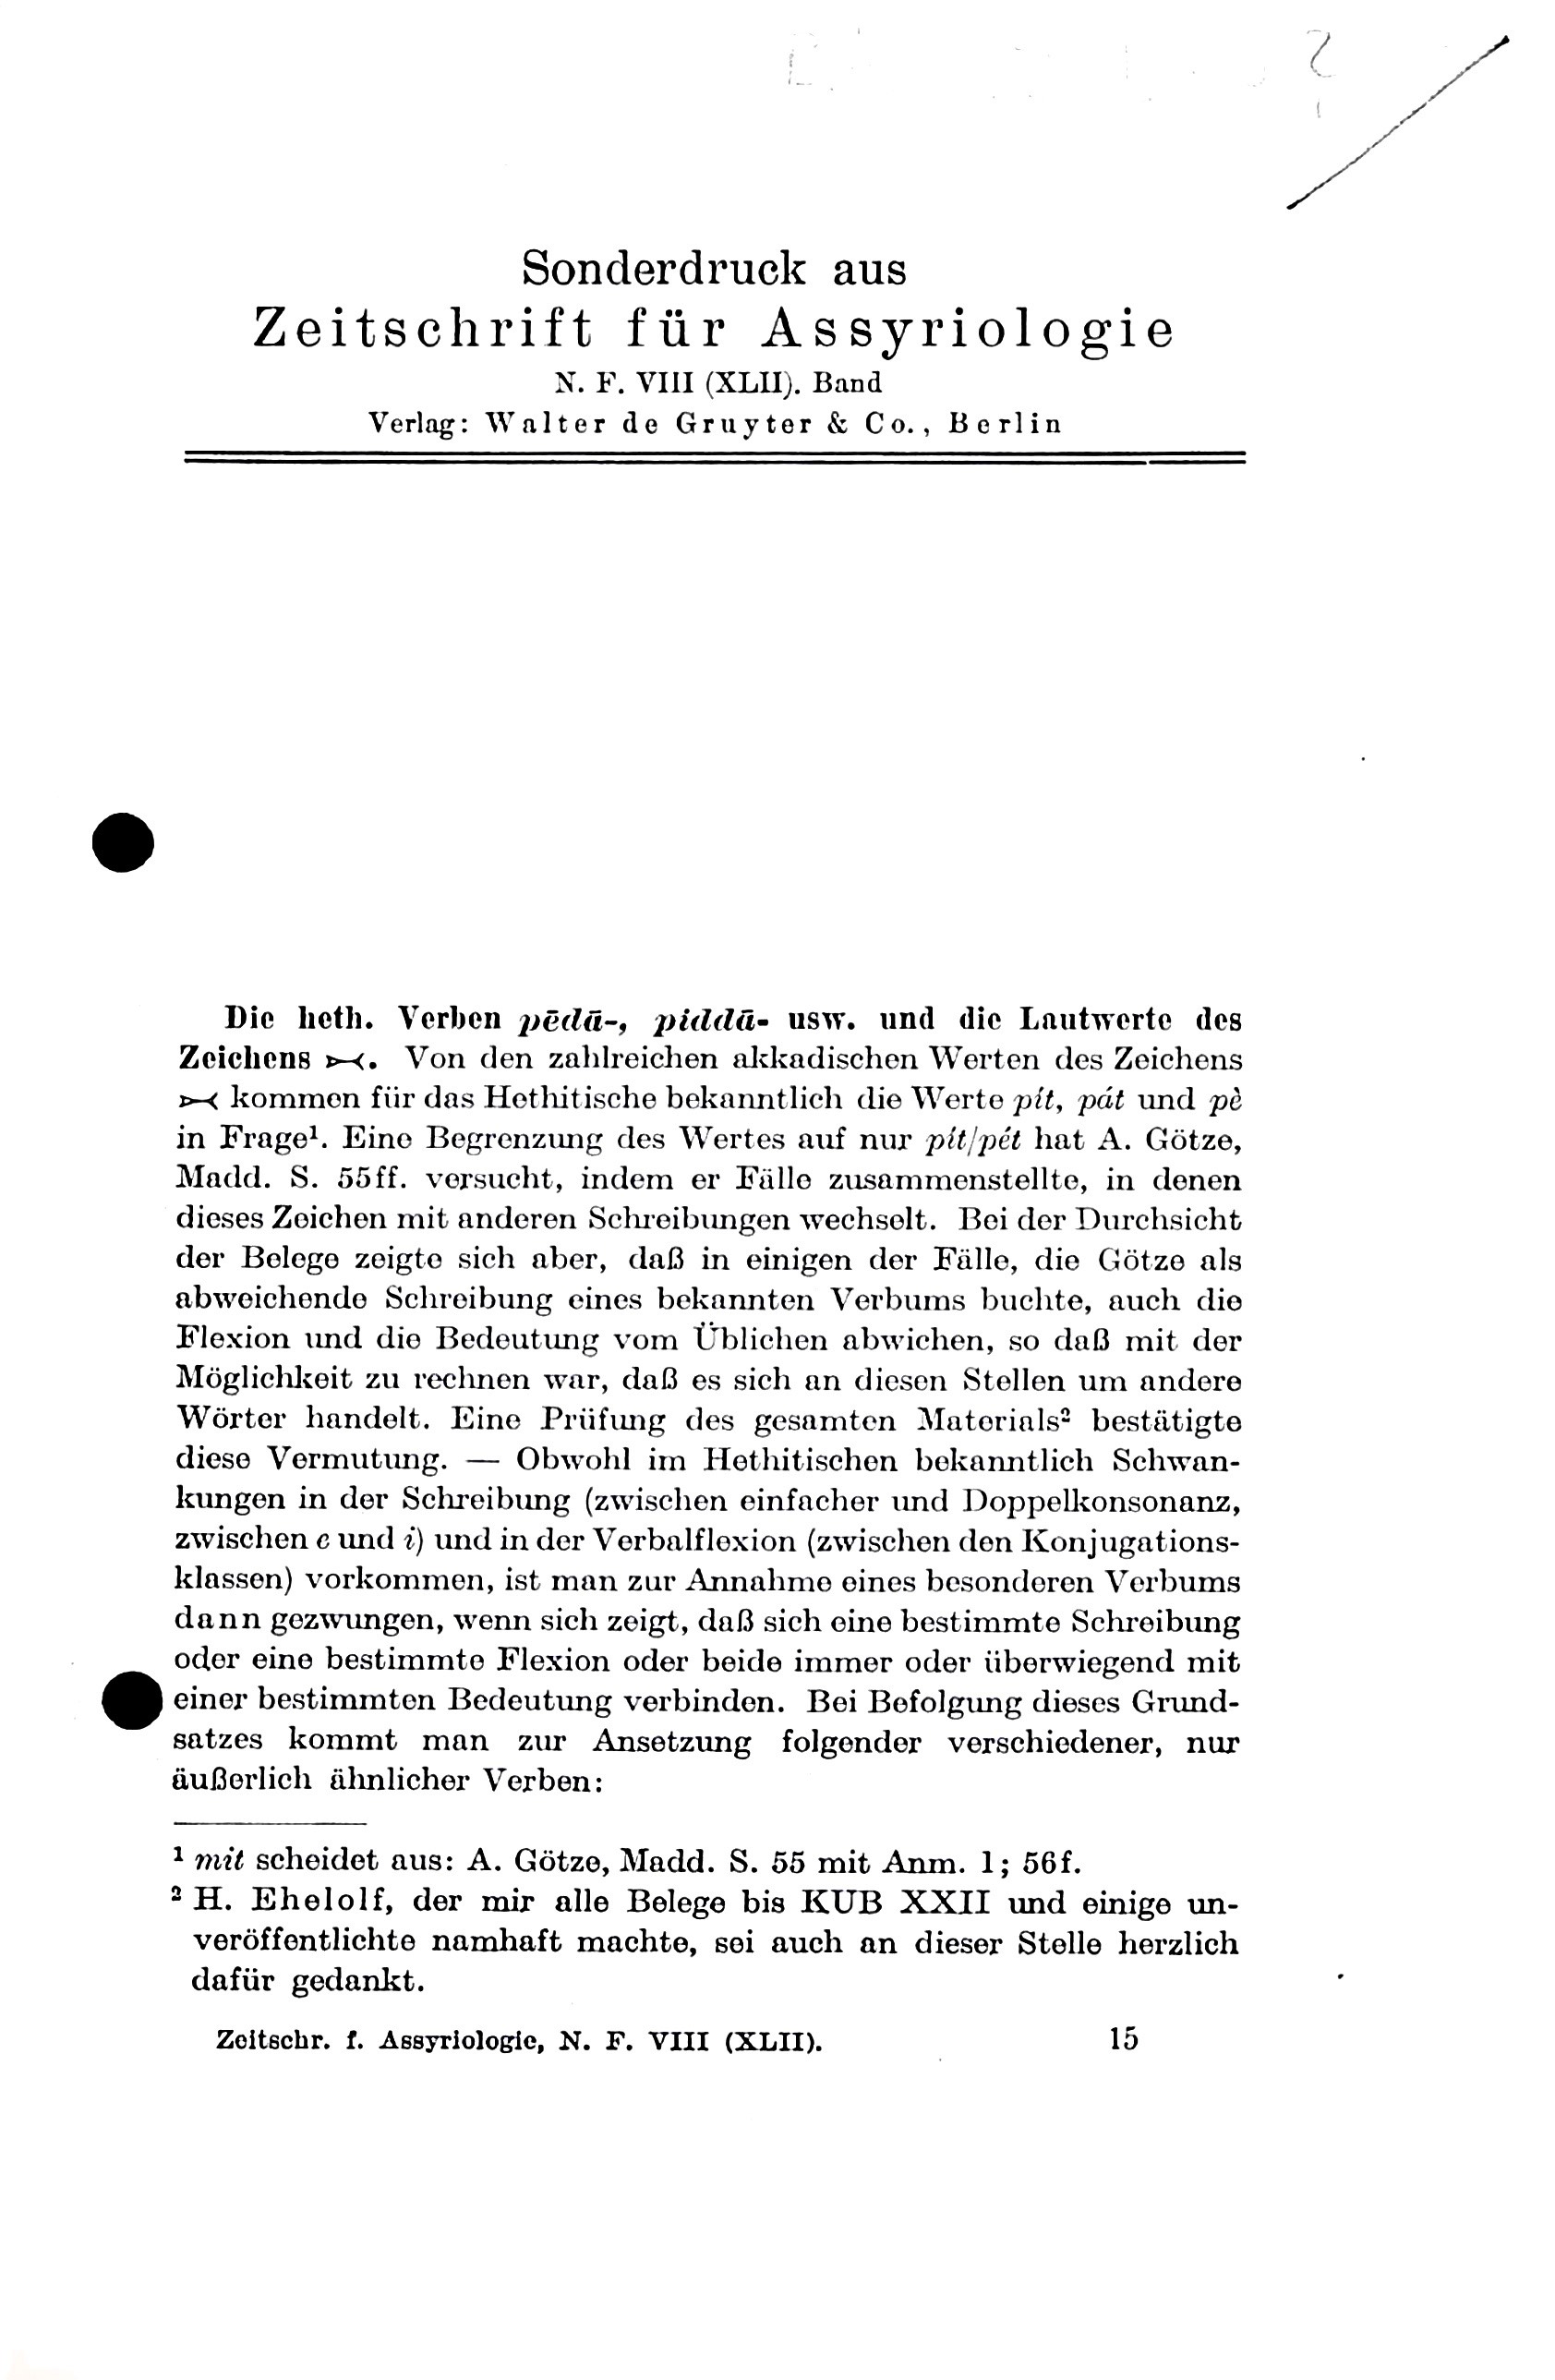 Sonderdruck aus
Zeitschrift für Assyriologie
N. F. VIII (XLII). Band
Verlag: Walter de Gruyter & Co., Berlin
Die heth. Verben pēdā-, piddā- usw. und die Lautwerte des
Zeichens 𒁁. Von den zahlreichen akkadischen Werten des Zeichens
𒁁 kommen für das Hethitische bekanntlich die Werte pít, pát und pè
in Frage¹. Eine Begrenzung des Wertes auf nur pít/pét hat A. Götze,
Madd. S. 55ff. versucht, indem er Fälle zusammenstellte, in denen
dieses Zeichen mit anderen Schreibungen wechselt. Bei der Durchsicht
der Belege zeigte sich aber, daß in einigen der Fälle, die Götze als
abweichende Schreibung eines bekannten Verbums buchte, auch die
Flexion und die Bedeutung vom Üblichen abwichen, so daß mit der
Möglichkeit zu rechnen war, daß es sich an diesen Stellen um andere
Wörter handelt. Eine Prüfung des gesamten Materials² bestätigte
diese Vermutung. — Obwohl im Hethitischen bekanntlich Schwan-
kungen in der Schreibung (zwischen einfacher und Doppelkonsonanz,
zwischen e und i) und in der Verbalflexion (zwischen den Konjugations-
klassen) vorkommen, ist man zur Annahme eines besonderen Verbums
dann gezwungen, wenn sich zeigt, daß sich eine bestimmte Schreibung
oder eine bestimmte Flexion oder beide immer oder überwiegend mit
einer bestimmten Bedeutung verbinden. Bei Befolgung dieses Grund-
satzes kommt man zur Ansetzung folgender verschiedener, nur
äußerlich ähnlicher Verben:
¹ mit scheidet aus: A. Götze, Madd. S. 55 mit Anm. 1; 56f.
² H. Ehelolf, der mir alle Belege bis KUB XXII und einige un-
veröffentlichte namhaft machte, sei auch an dieser Stelle herzlich
dafür gedankt.
Zeitschr. f. Assyriologie, N. F. VIII (XLII). 15